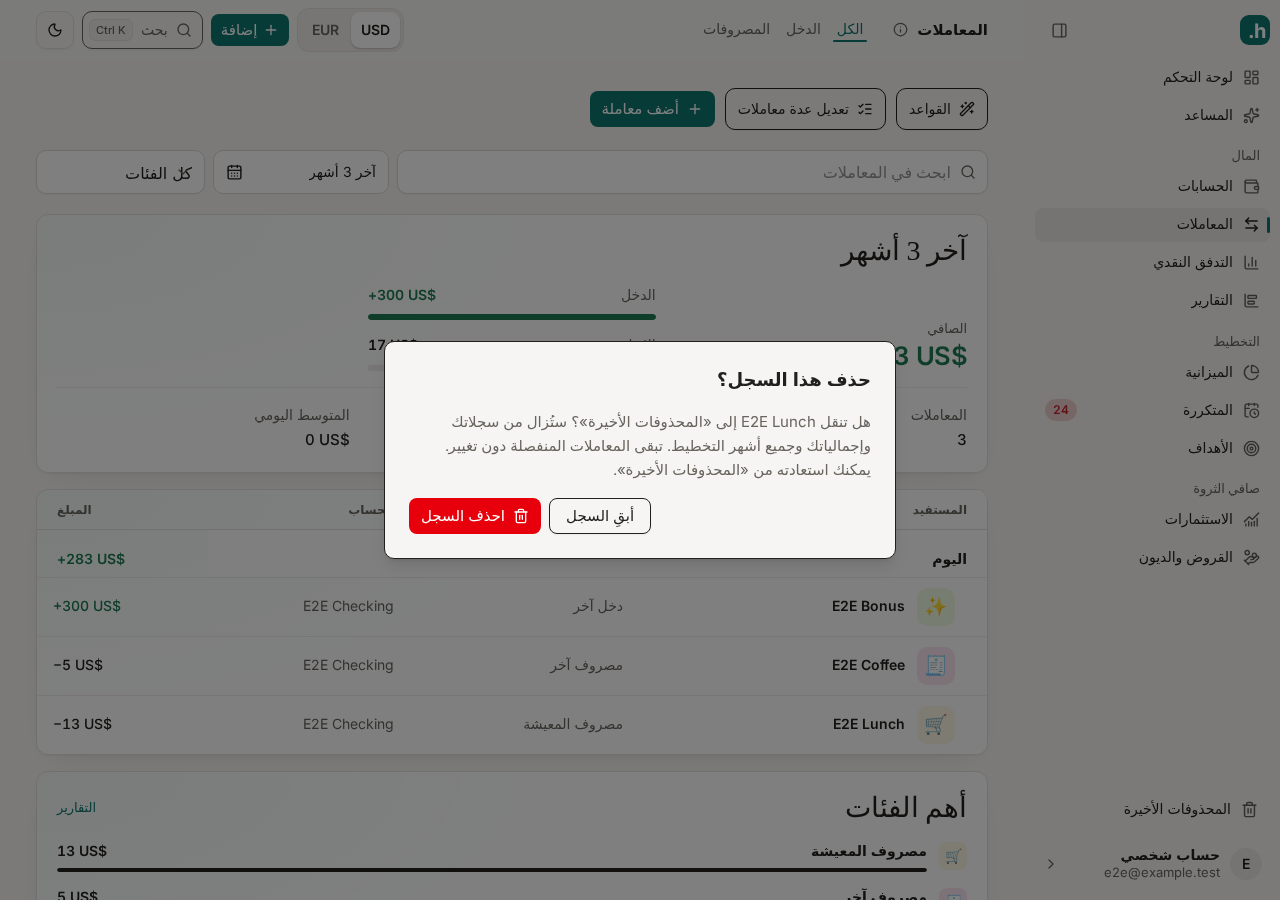 .h
لوحة التحكم
المساعد
المال
الحسابات
المعاملات
التدفق النقدي
التقارير
التخطيط
الميزانية
المتكررة
24
الأهداف
صافي الثروة
الاستثمارات
القروض والديون
المحذوفات الأخيرة
E
حساب شخصي
e2e@example.test
المعاملات
الكل
الدخل
المصروفات
USD
EUR
إضافة
بحث
Ctrl K
القواعد
تعديل عدة معاملات
أضف معاملة
ابحث في المعاملات
آخر 3 أشهر
كل الفئات
آخر 3 أشهر
الدخل
+300 US$
الصافي
3 US$
المعاملات
3
المتوسط اليومي
0 US$
حذف هذا السجل؟
هل تنقل E2E Lunch إلى «المحذوفات الأخيرة»؟ ستُزال من سجلاتك
وإجمالياتك وجميع أشهر التخطيط. تبقى المعاملات المنفصلة دون تغيير.
يمكنك استعادته من «المحذوفات الأخيرة».
أبقِ السجل
احذف السجل
المستفيد
المبلغ
اليوم
+283 US$
E2E Bonus
دخل آخر
E2E Checking
+300 US$
E2E Coffee
مصروف آخر
E2E Checking
−5 US$
E2E Lunch
مصروف المعيشة
E2E Checking
−13 US$
أهم الفئات
التقارير
مصروف المعيشة
13 US$
مصروف آخر
5 US$